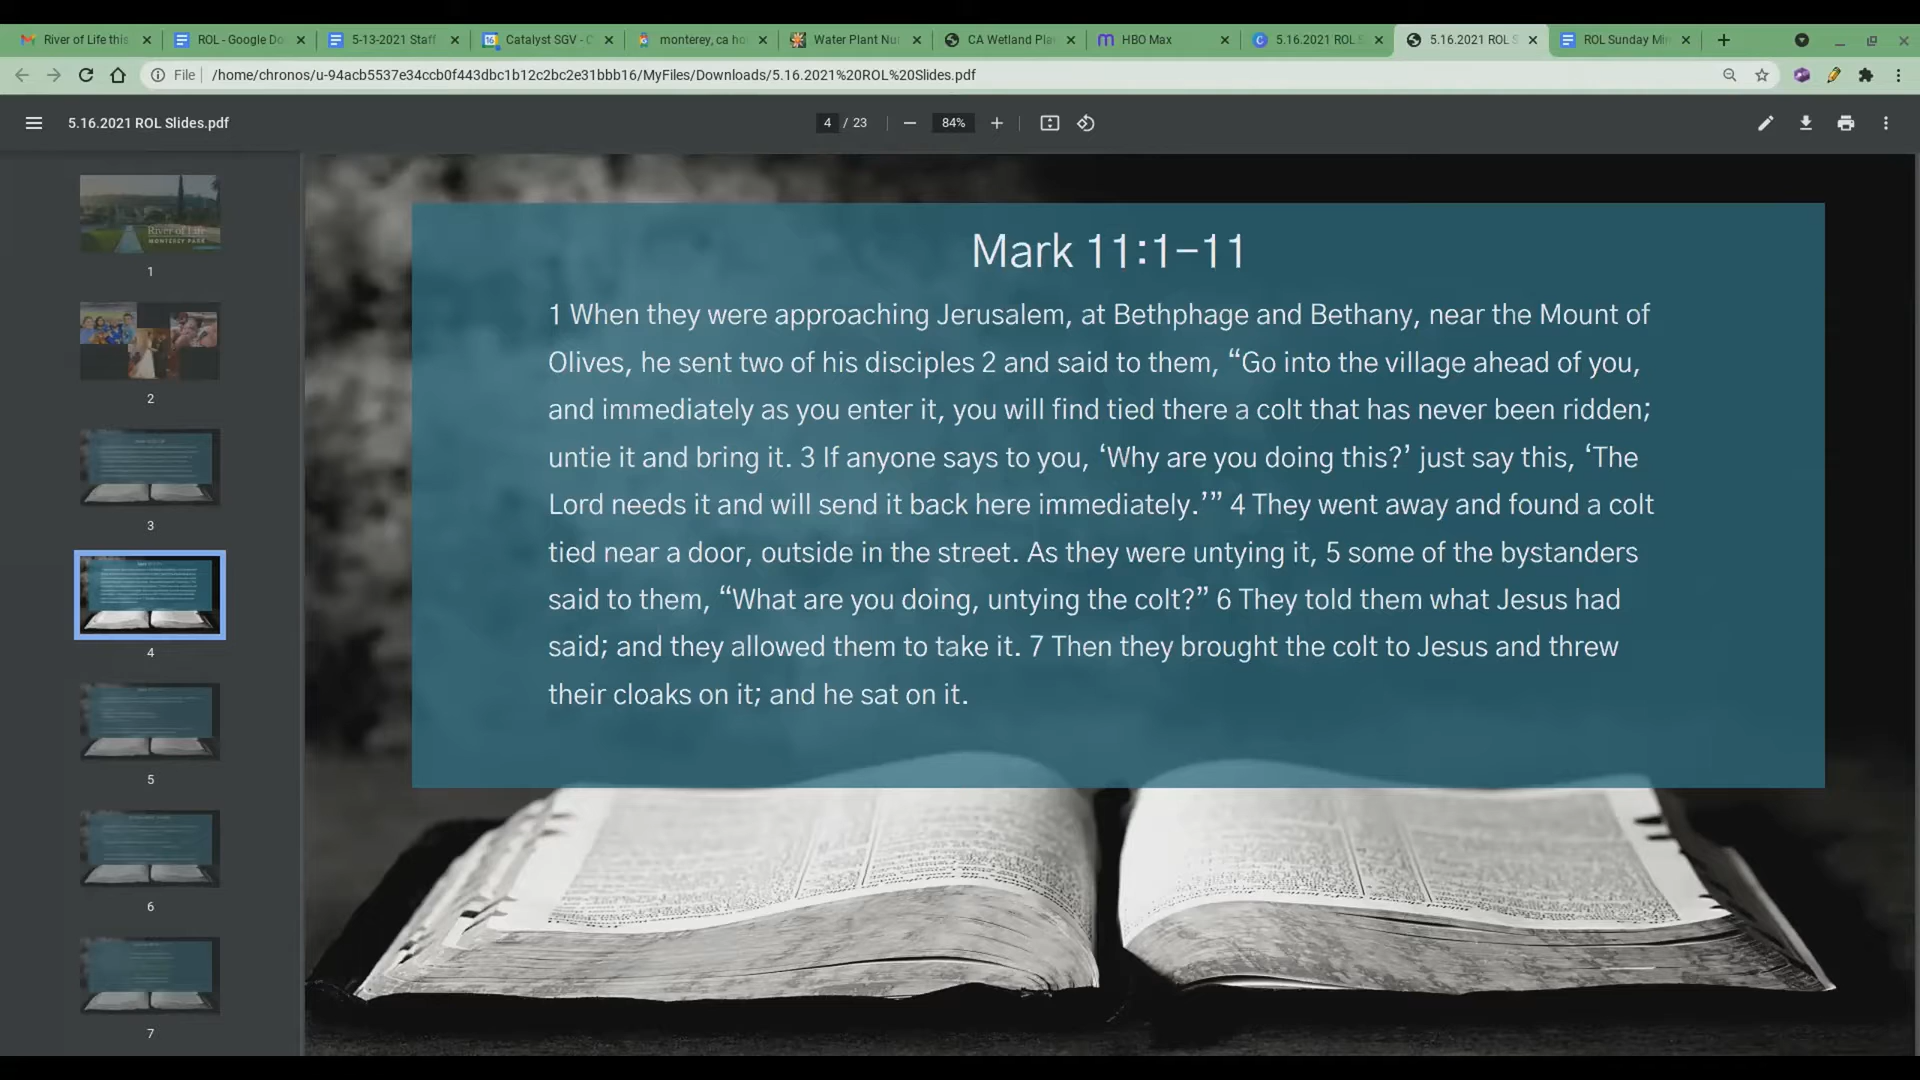 River of Life this
ROL - Google Do
5-13-2021 Staff
Catalyst SGV - C
monterey, ca ho
Water Plant Nu
CA Wetland Pla
HBO Max
5.16.2021 ROL S
5.16.2021 ROL S
ROL Sunday Mi
File
/home/chronos/u-94acb5537e34ccb0f443dbc1b12c2bc2e31bbb16/MyFiles/Downloads/5.16.2021%20ROL%20Slides.pdf
5.16.2021 ROL Slides.pdf
4 / 23
84%
River of Life
MONTEREY PARK
1
2
3
4
5
6
7
Mark 11:1–11
1 When they were approaching Jerusalem, at Bethphage and Bethany, near the Mount of
Olives, he sent two of his disciples 2 and said to them, “Go into the village ahead of you,
and immediately as you enter it, you will find tied there a colt that has never been ridden;
untie it and bring it. 3 If anyone says to you, ‘Why are you doing this?’ just say this, ‘The
Lord needs it and will send it back here immediately.’” 4 They went away and found a colt
tied near a door, outside in the street. As they were untying it, 5 some of the bystanders
said to them, “What are you doing, untying the colt?” 6 They told them what Jesus had
said; and they allowed them to take it. 7 Then they brought the colt to Jesus and threw
their cloaks on it; and he sat on it.